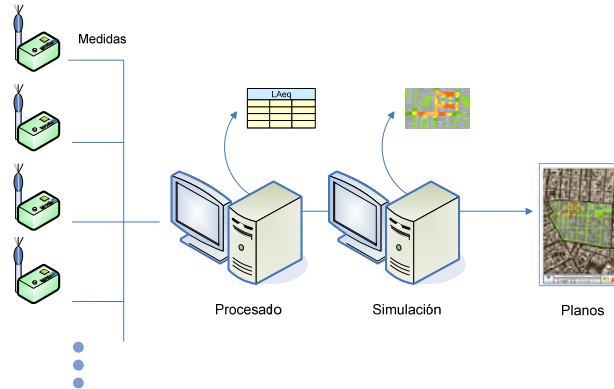 Medidas
LAeq
Procesado
Simulación
Planos